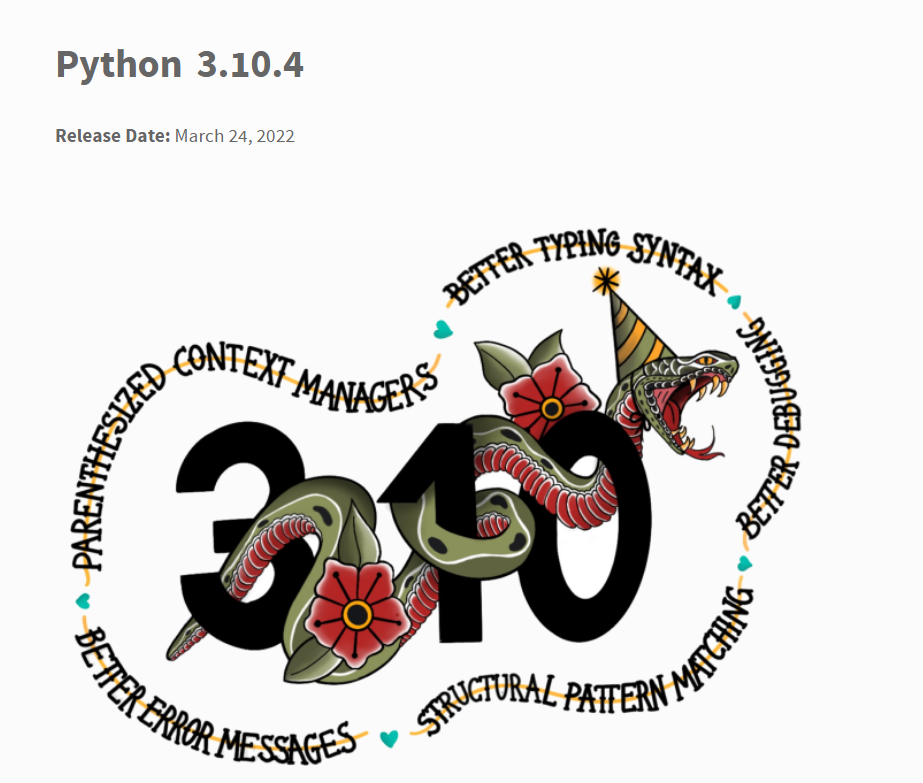 Python 3.10.4
Release Date: March 24, 2022
BETTER TYPING SYNTAX
BETTER DEBUGGING
STRUCTURAL PATTERN MATCHING
BETTER ERROR MESSAGES
PARENTHESIZED CONTEXT MANAGERS
3.10